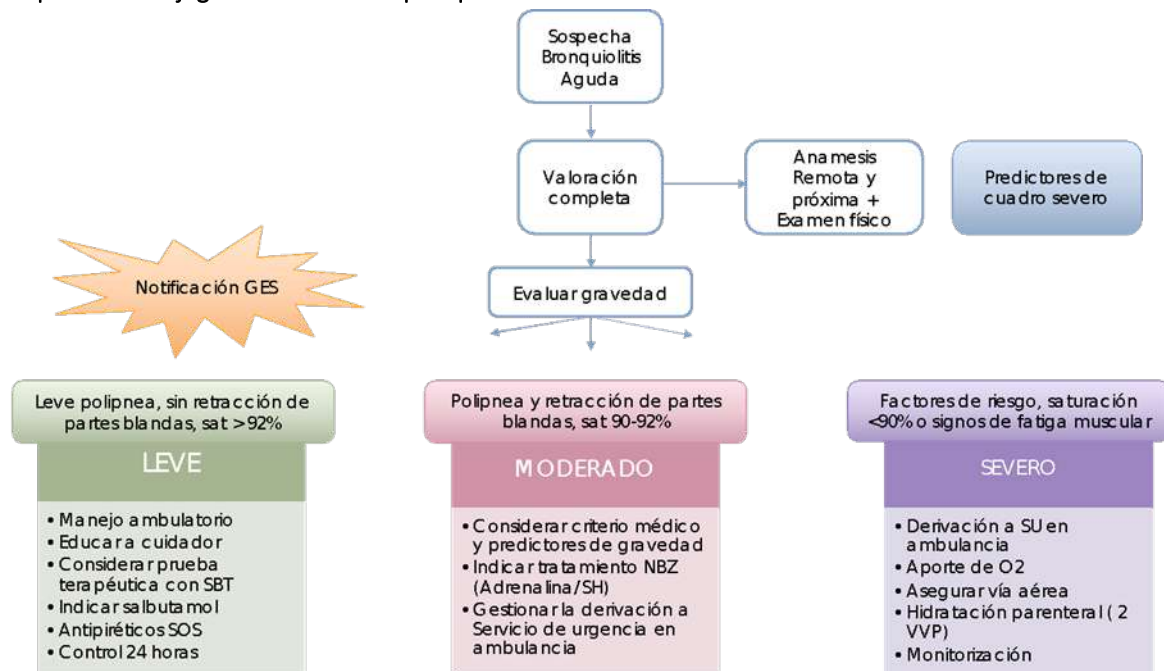 Sospecha
Bronquiolitis
Aguda
Valoración
completa
Anamesis
Remota y
próxima +
Examen físico
Predictores de
cuadro severo
Notificación GES
Evaluar gravedad
Leve polipnea, sin retracción de
partes blandas, sat >92%
LEVE
• Manejo ambulatorio
• Educar a cuidador
• Considerar prueba
terapéutica con SBT
• Indicar salbutamol
• Antipiréticos SOS
• Control 24 horas
Polipnea y retracción de partes
blandas, sat 90-92%
MODERADO
• Considerar criterio médico
y predictores de gravedad
• Indicar tratamiento NBZ
(Adrenalina/SH)
• Gestionar la derivación a
Servicio de urgencia en
ambulancia
Factores de riesgo, saturación
<90% o signos de fatiga muscular
SEVERO
• Derivación a SU en
ambulancia
• Aporte de O2
• Asegurar vía aérea
• Hidratación parenteral ( 2
VVP)
• Monitorización